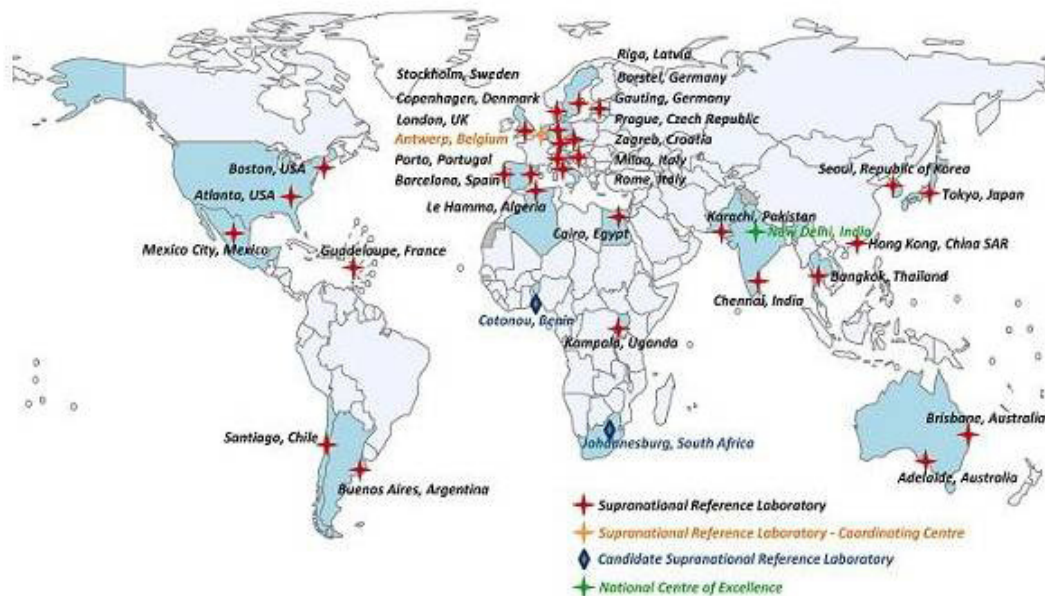 Riga, Latvia
Stockholm, Sweden
Borstel, Germany
Copenhagen, Denmark
Gauting, Germany
London, UK
Prague, Czech Republic
Antwerp, Belgium
Zagreb, Croatia
Porto, Portugal
Milao, Italy
Barcelona, Spain
Rome, Italy
Boston, USA
Atlanta, USA
Le Hamma, Algeria
Seoul, Republic of Korea
Tokyo, Japan
Mexico City, Mexico
Guadeloupe, France
Cairo, Egypt
Karachi, Pakistan
New Delhi, India
Hong Kong, China SAR
Bangkok, Thailand
Chennai, India
Cotonou, Benin
Kampala, Uganda
Santiago, Chile
Buenos Aires, Argentina
Johannesburg, South Africa
Brisbane, Australia
Adelaide, Australia
Supranational Reference Laboratory
Supranational Reference Laboratory - Coordinating Centre
Candidate Supranational Reference Laboratory
National Centre of Excellence